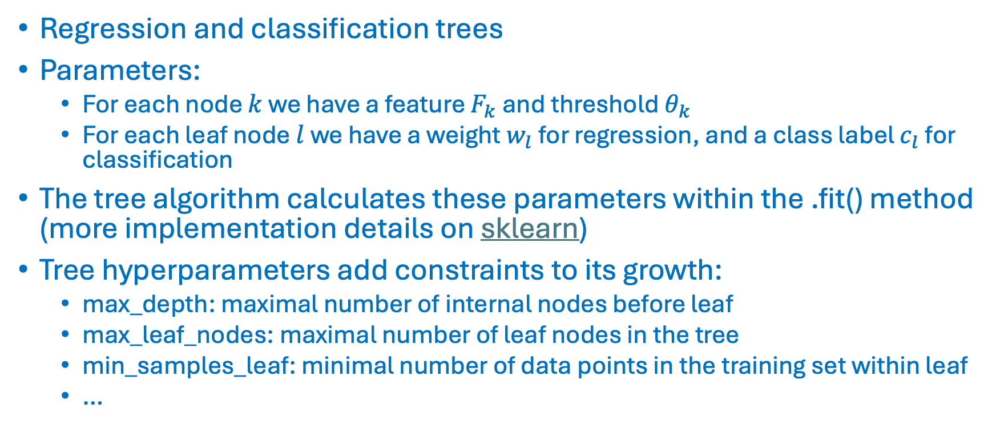 • Regression and classification trees
• Parameters:
• For each node k we have a feature Fₖ and threshold θₖ
• For each leaf node l we have a weight wₗ for regression, and a class label cₗ for
classification
• The tree algorithm calculates these parameters within the .fit() method
(more implementation details on sklearn)
• Tree hyperparameters add constraints to its growth:
• max_depth: maximal number of internal nodes before leaf
• max_leaf_nodes: maximal number of leaf nodes in the tree
• min_samples_leaf: minimal number of data points in the training set within leaf
• ...